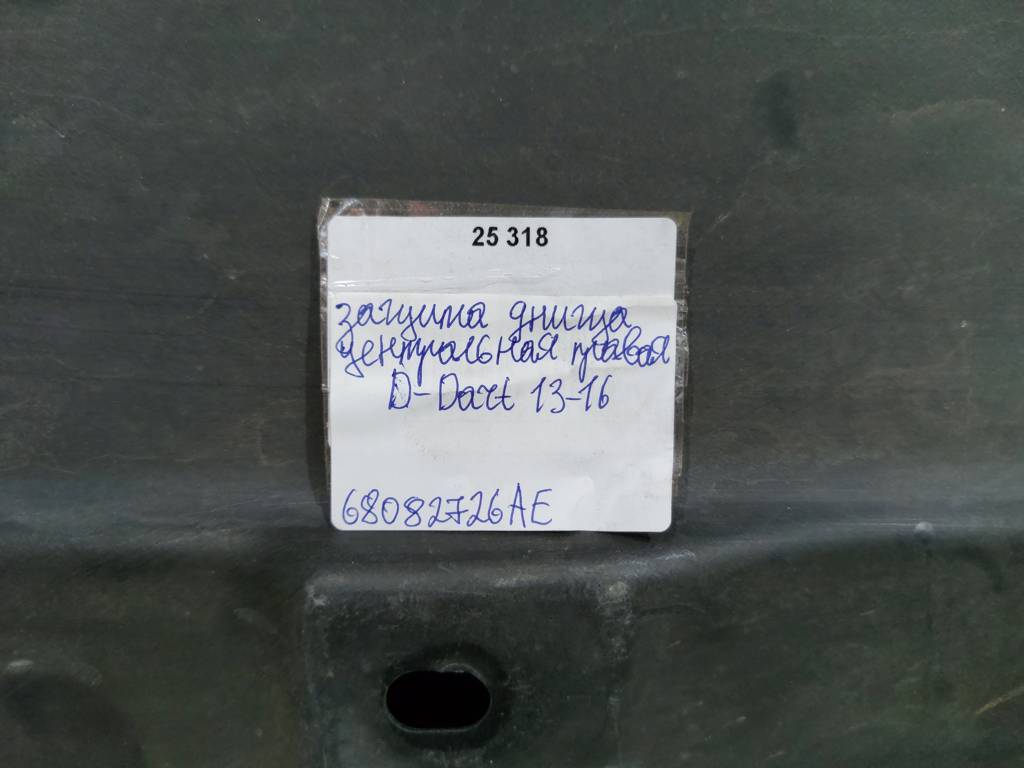 25 318
защита днища
центральная правая
D-Dart 13-16
68082726AE